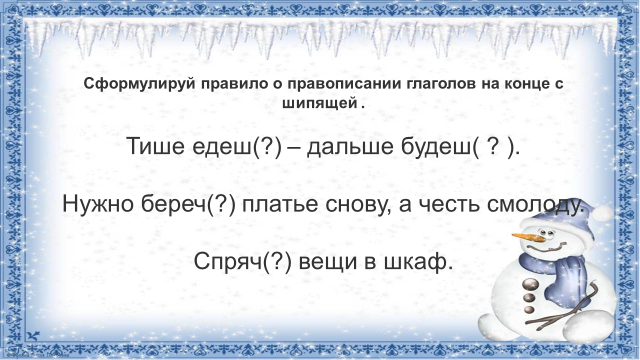 Сформулируй правило о правописании глаголов на конце с
шипящей .
Тише едеш(?) – дальше будеш( ? ).
Нужно береч(?) платье снову, а честь смолоду.
Спряч(?) вещи в шкаф.